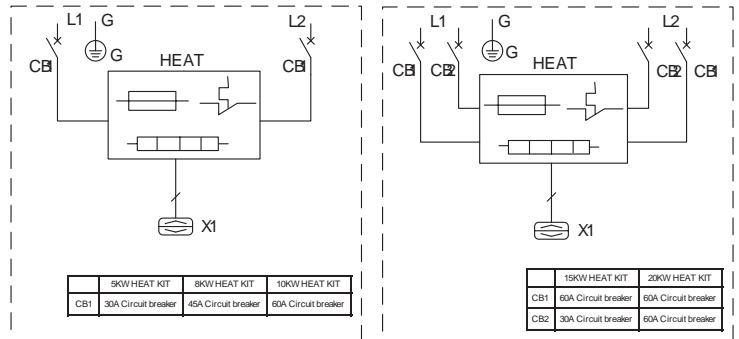 L1 G L2
G
CB1 CB1
HEAT
X1
5KW HEAT KIT 8KW HEAT KIT 10KW HEAT KIT
CB1 30A Circuit breaker 45A Circuit breaker 60A Circuit breaker
L1 G L2
G
CB1 CB2 CB2 CB1
HEAT
X1
15KW HEAT KIT 20KW HEAT KIT
CB1 60A Circuit breaker 60A Circuit breaker
CB2 30A Circuit breaker 60A Circuit breaker